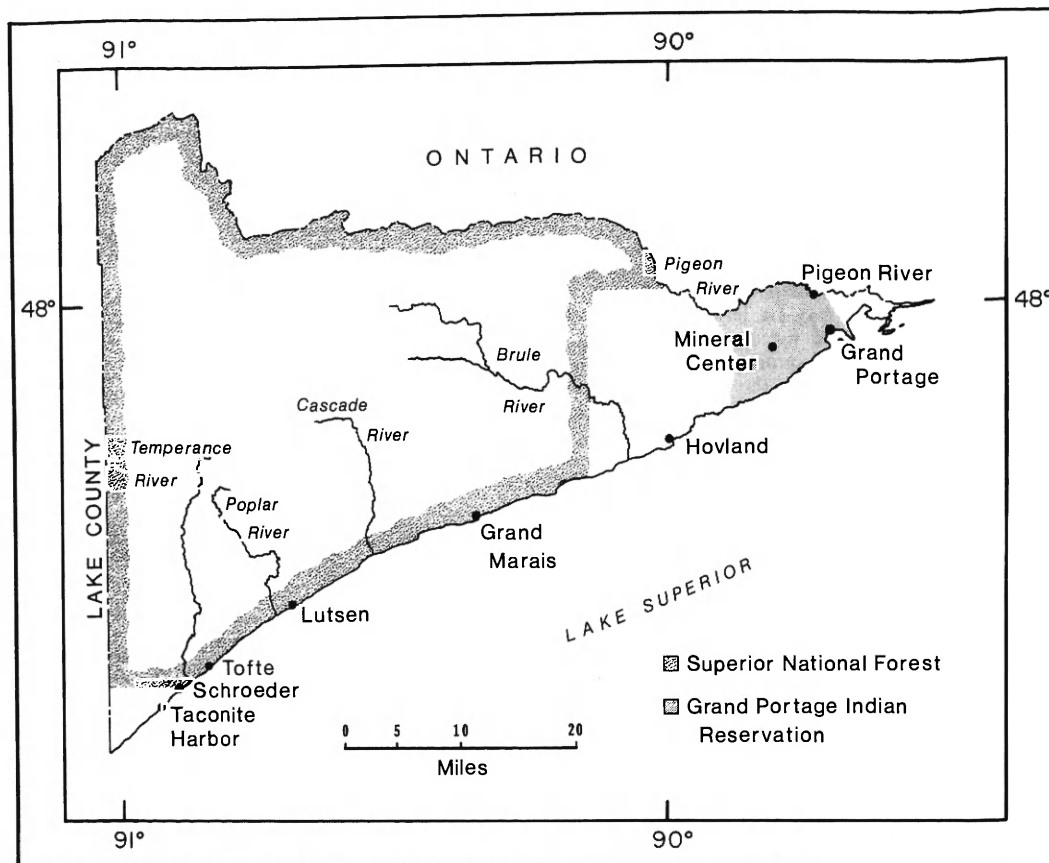 91°
90°
ONTARIO
Pigeon
River
Pigeon River
48°
48°
Mineral
Center
Grand
Portage
Brule
River
Cascade
River
Hovland
LAKE COUNTY
Temperance
River
Poplar
River
Grand
Marais
LAKE SUPERIOR
Lutsen
Tofte
Schroeder
Taconite
Harbor
Superior National Forest
Grand Portage Indian
Reservation
0 5 10 20
Miles
91°
90°